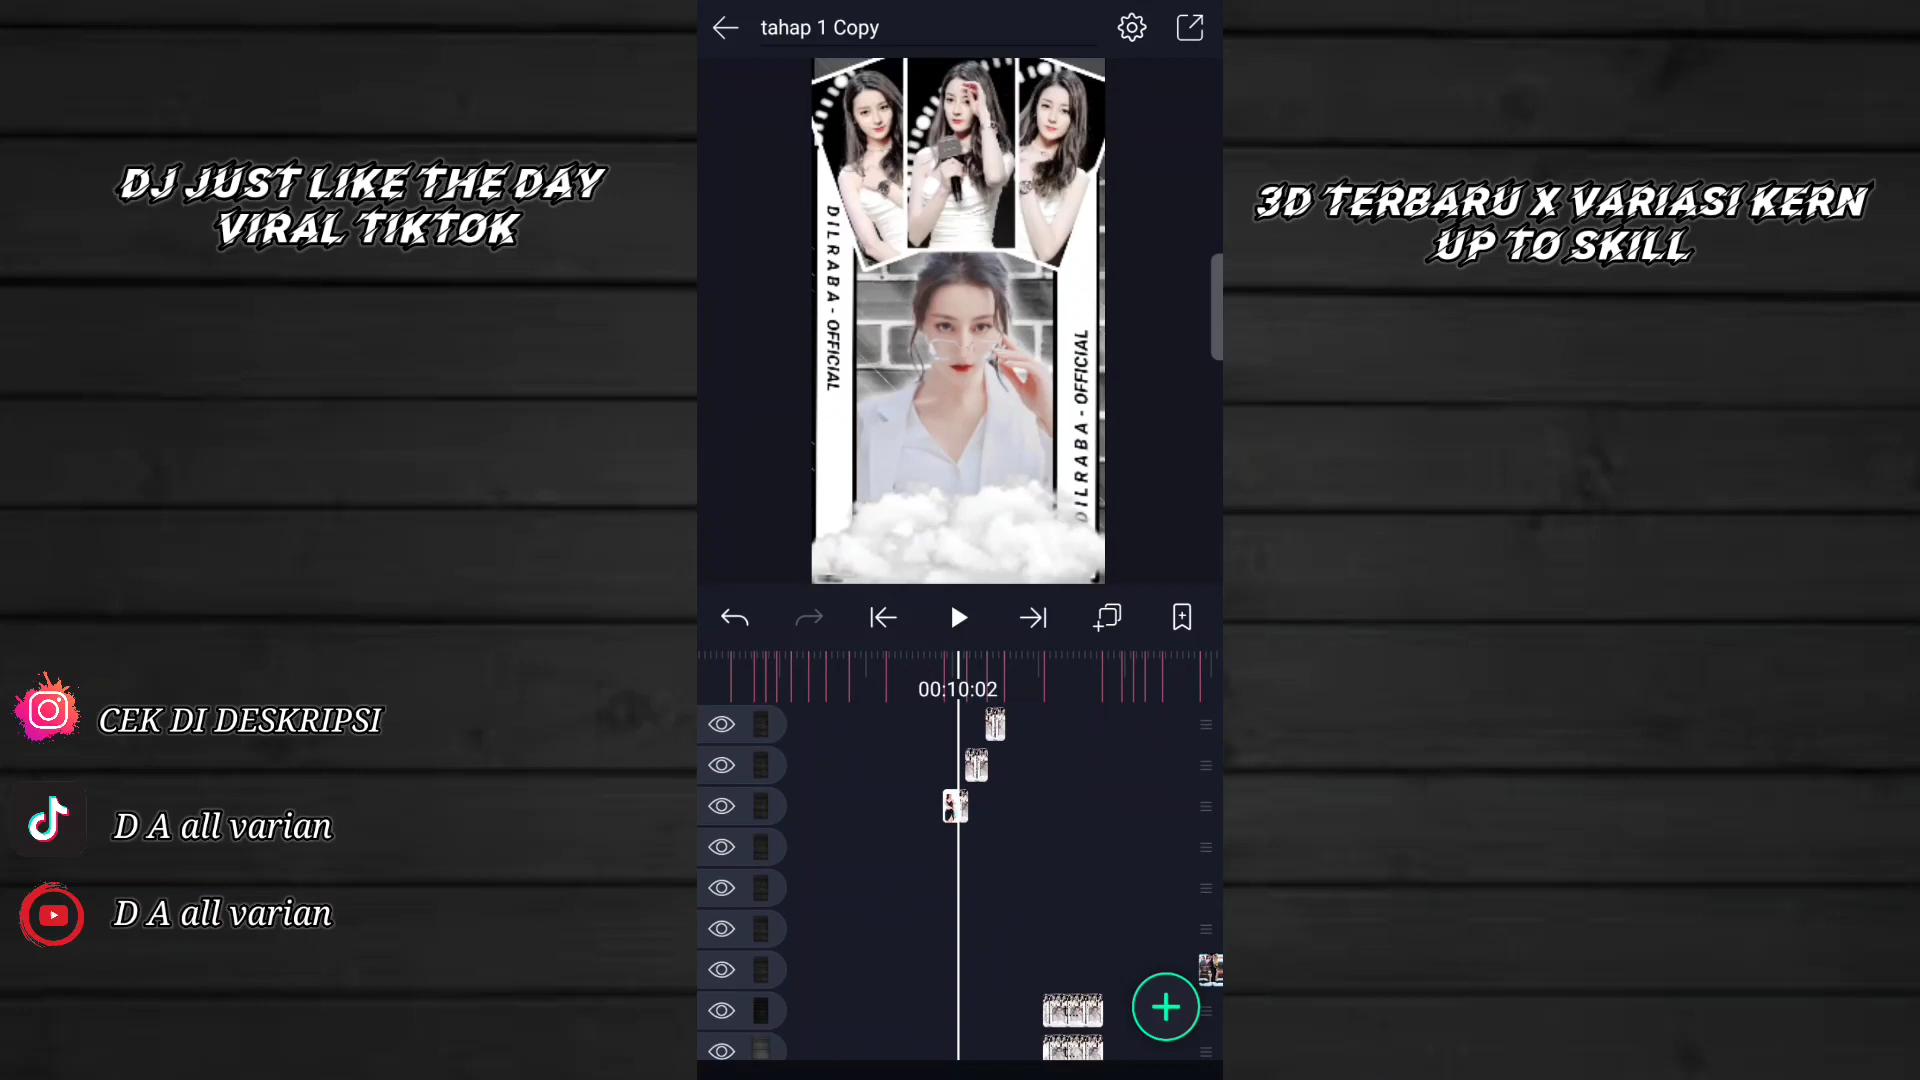 tahap 1 Copy
DJ JUST LIKE THE DAY
VIRAL TIKTOK
3D TERBARU X VARIASI KERN
UP TO SKILL
DILRABA - OFFICIAL
DILRABA - OFFICIAL
00:10:02
CEK DI DESKRIPSI
D A all varian
D A all varian